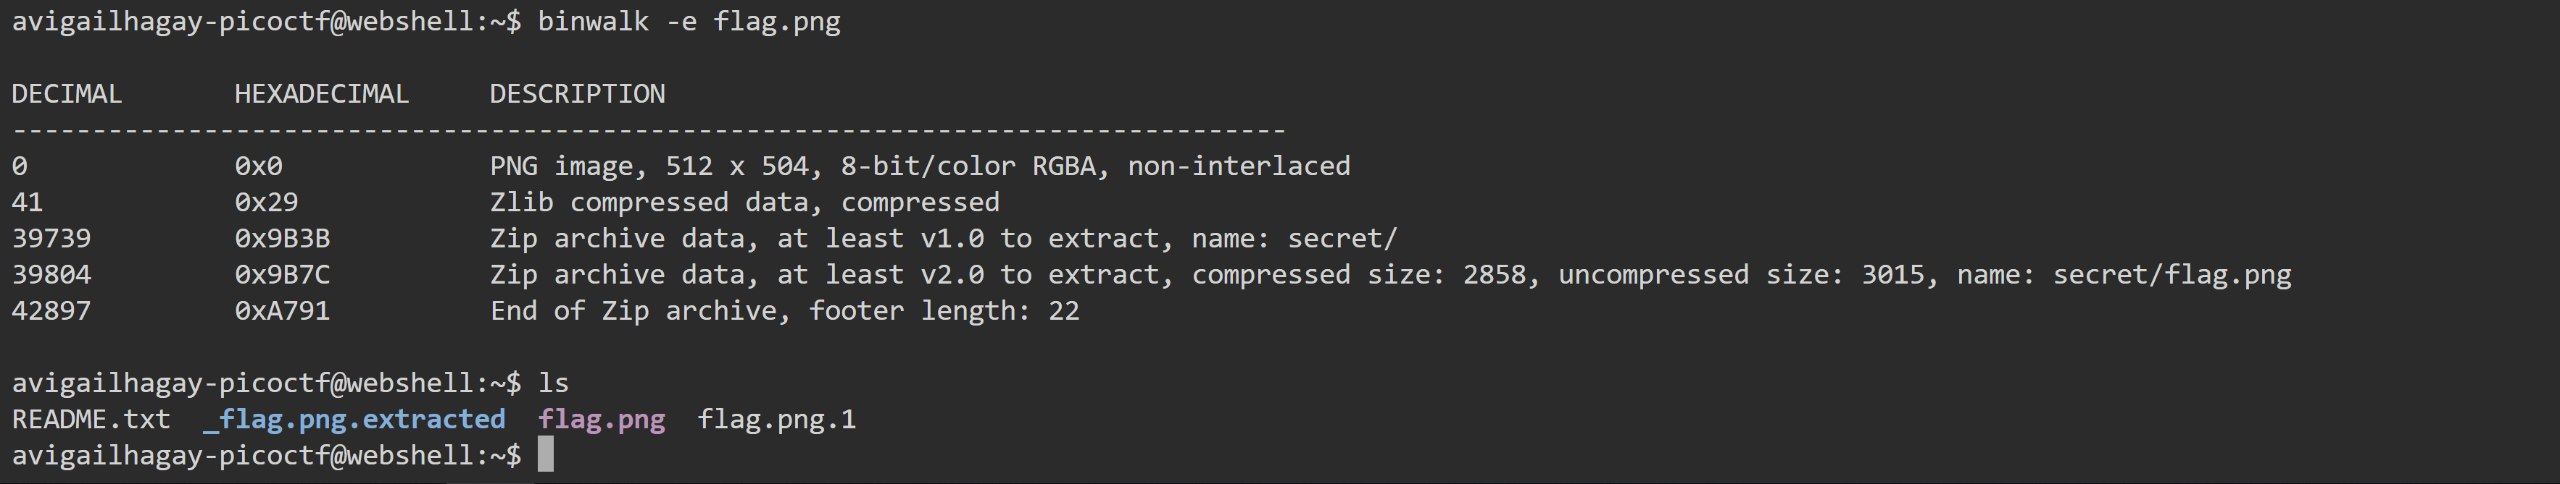 avigailhagay-picoctf@webshell:~$ binwalk -e flag.png
DECIMAL       HEXADECIMAL     DESCRIPTION
--------------------------------------------------------------------------------
0             0x0             PNG image, 512 x 504, 8-bit/color RGBA, non-interlaced
41            0x29            Zlib compressed data, compressed
39739         0x9B3B          Zip archive data, at least v1.0 to extract, name: secret/
39804         0x9B7C          Zip archive data, at least v2.0 to extract, compressed size: 2858, uncompressed size: 3015, name: secret/flag.png
42897         0xA791          End of Zip archive, footer length: 22
avigailhagay-picoctf@webshell:~$ ls
README.txt  _flag.png.extracted  flag.png  flag.png.1
avigailhagay-picoctf@webshell:~$